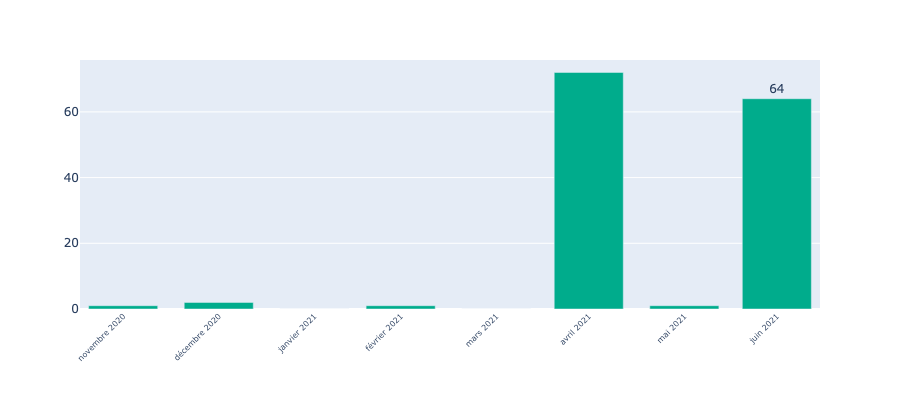 64
60
40
20
0
novembre 2020
décembre 2020
janvier 2021
février 2021
mars 2021
avril 2021
mai 2021
juin 2021